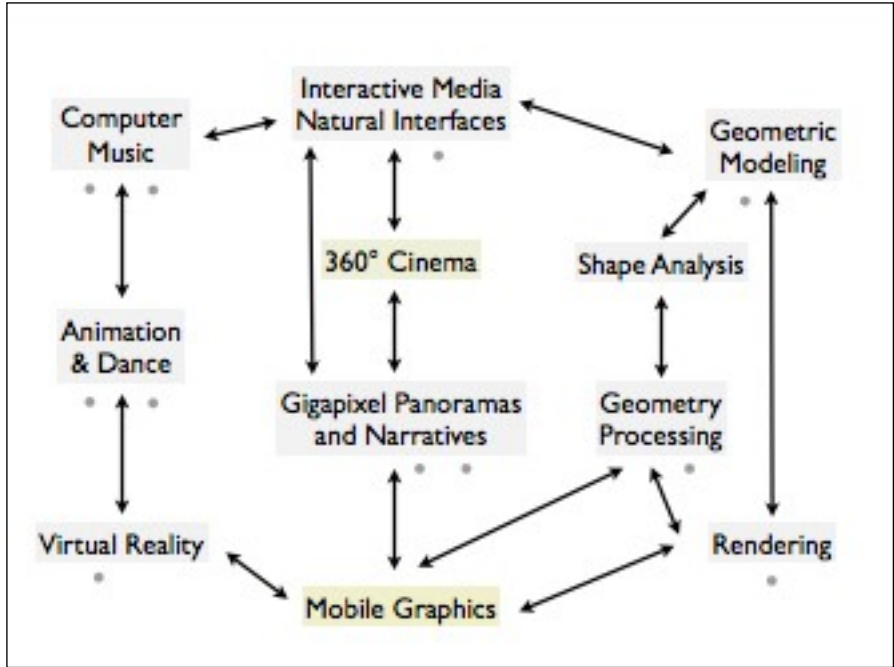 Interactive Media
Natural Interfaces
Computer
Music
Geometric
Modeling
360° Cinema
Shape Analysis
Animation
& Dance
Gigapixel Panoramas
and Narratives
Geometry
Processing
Virtual Reality
Rendering
Mobile Graphics